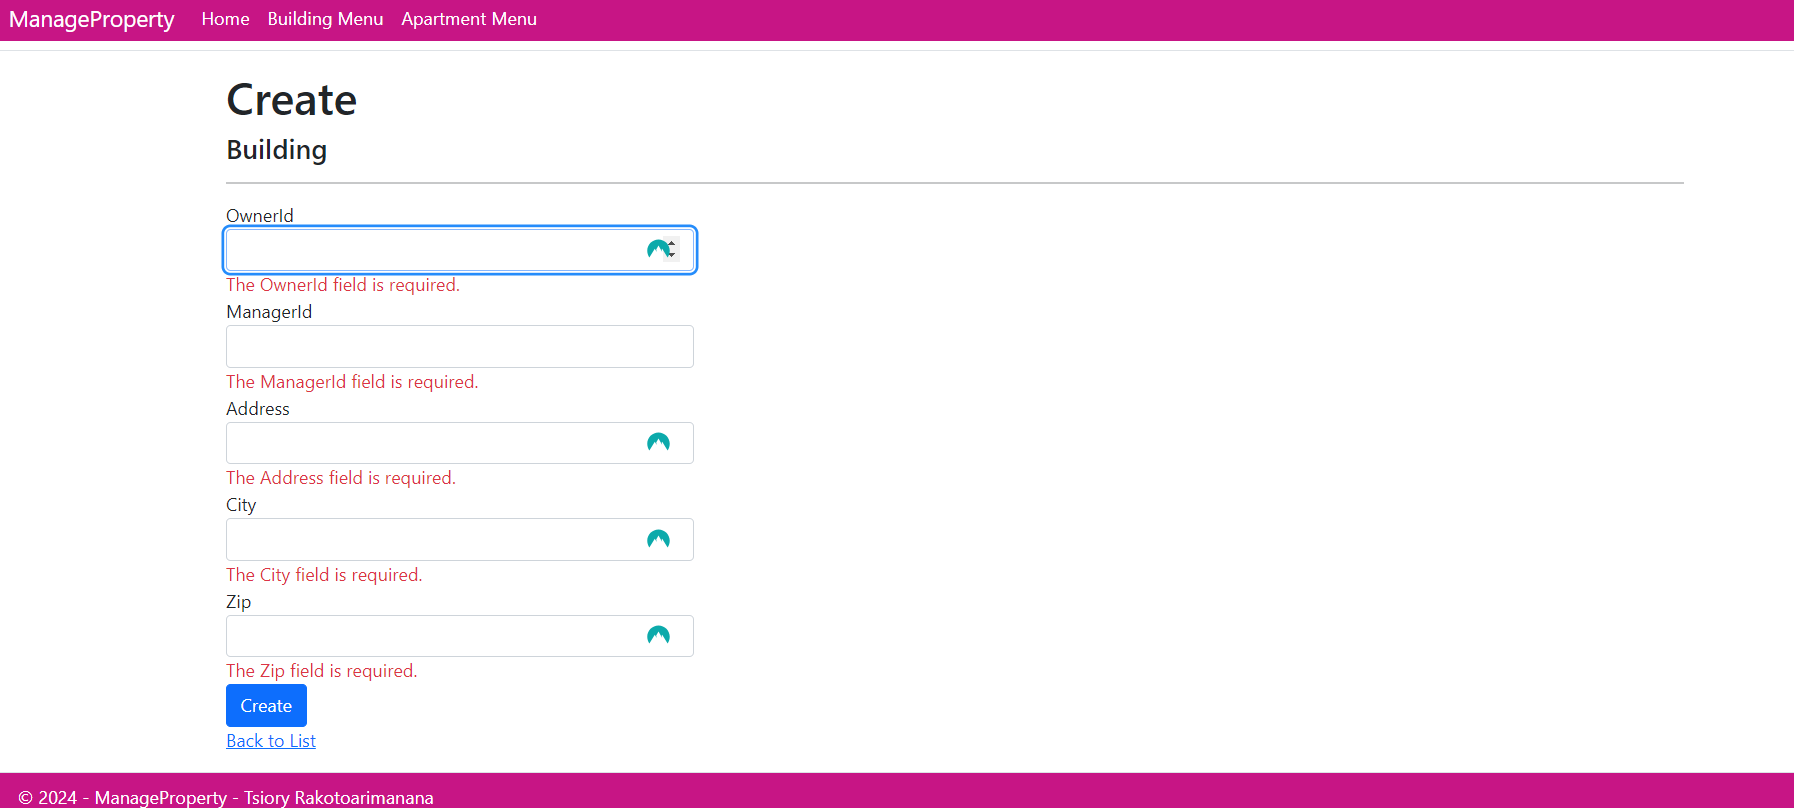 ManageProperty Home Building Menu Apartment Menu
Create
Building
OwnerId
The OwnerId field is required.
ManagerId
The ManagerId field is required.
Address
The Address field is required.
City
The City field is required.
Zip
The Zip field is required.
Create
Back to List
© 2024 - ManageProperty - Tsiory Rakotoarimanana